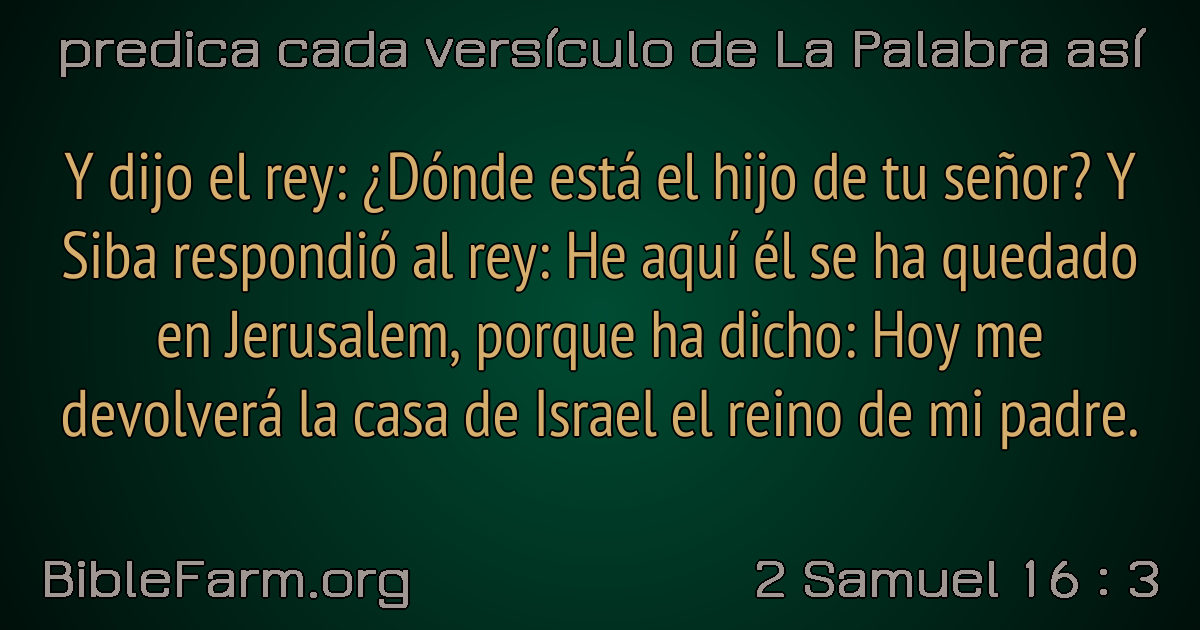 predica cada versículo de La Palabra así
Y dijo el rey: ¿Dónde está el hijo de tu señor? Y
Siba respondió al rey: He aquí él se ha quedado
en Jerusalem, porque ha dicho: Hoy me
devolverá la casa de Israel el reino de mi padre.
BibleFarm.org
2 Samuel 16 : 3